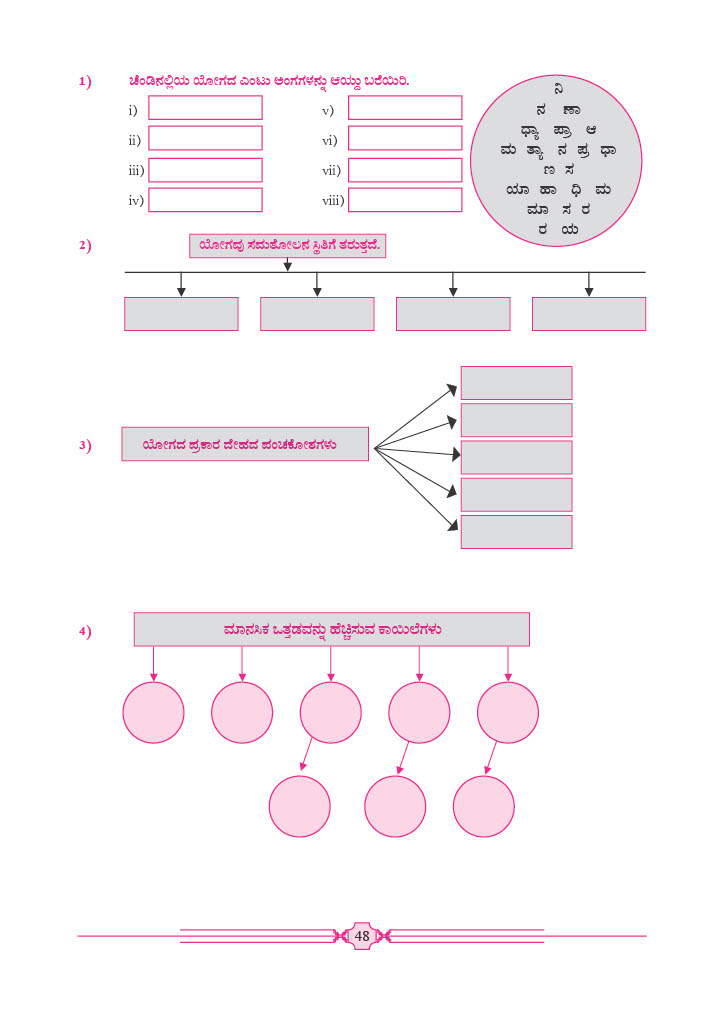 1) ಚೆಂಡಿನಲ್ಲಿಯ ಯೋಗದ ಎಂಟು ಅಂಗಗಳನ್ನು ಆಯ್ದು ಬರೆಯಿರಿ.
i) v)
ii) vi)
iii) vii)
iv) viii)
ನಿ
ನ ಣಾ
ಧ್ಯಾ ಪ್ರಾ ಆ
ಮ ತ್ಯಾ ನ ಪ್ರ ಧಾ
ಣ ಸ
ಯಾ ಹಾ ಧಿ ಮ
ಮಾ ಸ ರ
ರ ಯ
2) ಯೋಗವು ಸಮತೋಲನ ಸ್ಥಿತಿಗೆ ತರುತ್ತದೆ.
3) ಯೋಗದ ಪ್ರಕಾರ ದೇಹದ ಪಂಚಕೋಶಗಳು
4) ಮಾನಸಿಕ ಒತ್ತಡವನ್ನು ಹೆಚ್ಚಿಸುವ ಕಾಯಿಲೆಗಳು
48